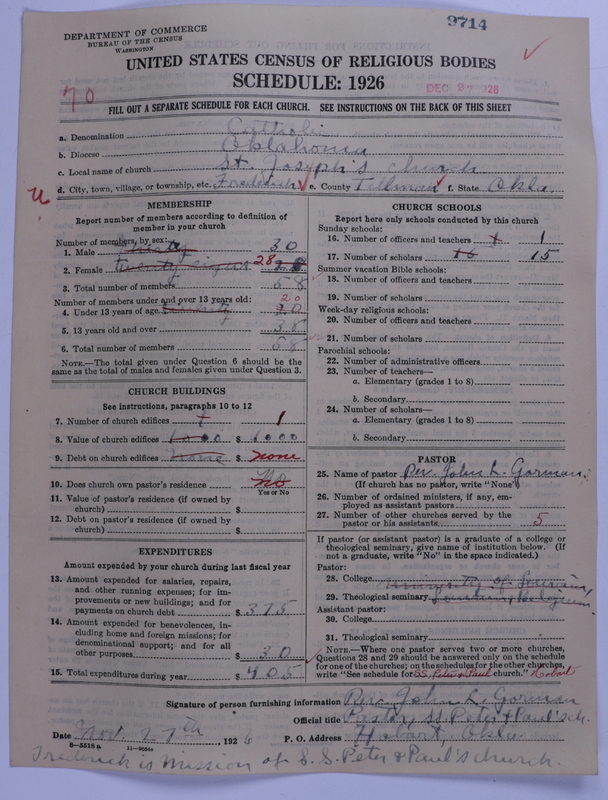 9714
DEPARTMENT OF COMMERCE
BUREAU OF THE CENSUS
WASHINGTON
UNITED STATES CENSUS OF RELIGIOUS BODIES
SCHEDULE: 1926
DEC 27 1926
70
FILL OUT A SEPARATE SCHEDULE FOR EACH CHURCH. SEE INSTRUCTIONS ON THE BACK OF THIS SHEET
a. Denomination
b. Diocese Oklahoma
c. Local name of church St. Joseph's Church
d. City, town, village, or township, etc. Frederick e. County Tillman f. State Okla.
MEMBERSHIP
Report number of members according to definition of member in your church
Number of members, by sex:
1. Male 30
2. Female twenty eight 28
3. Total number of members 58
Number of members under and over 13 years old:
20
4. Under 13 years of age 20
5. 13 years old and over 38
6. Total number of members 58
NOTE.—The total given under Question 6 should be the same as the total of males and females given under Question 3.
CHURCH BUILDINGS
See instructions, paragraphs 10 to 12
7. Number of church edifices 1
8. Value of church edifices 1000 $ 1000
9. Debt on church edifices none $ none
10. Does church own pastor's residence No
Yes or No
11. Value of pastor's residence (if owned by church) $
12. Debt on pastor's residence (if owned by church) $
EXPENDITURES
Amount expended by your church during last fiscal year
13. Amount expended for salaries, repairs, and other running expenses; for improvements or new buildings; and for payments on church debt $ 375
14. Amount expended for benevolences, including home and foreign missions; for denominational support; and for all other purposes $ 30
15. Total expenditures during year $ 405
CHURCH SCHOOLS
Report here only schools conducted by this church
Sunday schools:
16. Number of officers and teachers 1
17. Number of scholars 15 15
Summer vacation Bible schools:
18. Number of officers and teachers
19. Number of scholars
Week-day religious schools:
20. Number of officers and teachers
21. Number of scholars
Parochial schools:
22. Number of administrative officers
23. Number of teachers—
a. Elementary (grades 1 to 8)
b. Secondary
24. Number of scholars—
a. Elementary (grades 1 to 8)
b. Secondary
PASTOR
25. Name of pastor Rev. John L. Gorman.
(If church has no pastor, write "None")
26. Number of ordained ministers, if any, employed as assistant pastors
27. Number of other churches served by the pastor or his assistants 5
If pastor (or assistant pastor) is a graduate of a college or theological seminary, give name of institution below. (If not a graduate, write "No" in the space indicated.)
Pastor:
28. College University of Louvain,
29. Theological seminary Belgium.
Assistant pastor:
30. College
31. Theological seminary
NOTE.—Where one pastor serves two or more churches, Questions 28 and 29 should be answered only on the schedule for one of the churches; on the schedules for the other churches, write "See schedule for SS. Peter & Paul church." Hobart
Signature of person furnishing information Rev. John L. Gorman
Official title Pastor, SS Peter & Paul's ch.
Date Nov. 27th, 1926 P. O. Address Hobart, Okla
8—5518a
Frederick is mission of S.S. Peter & Paul's church.